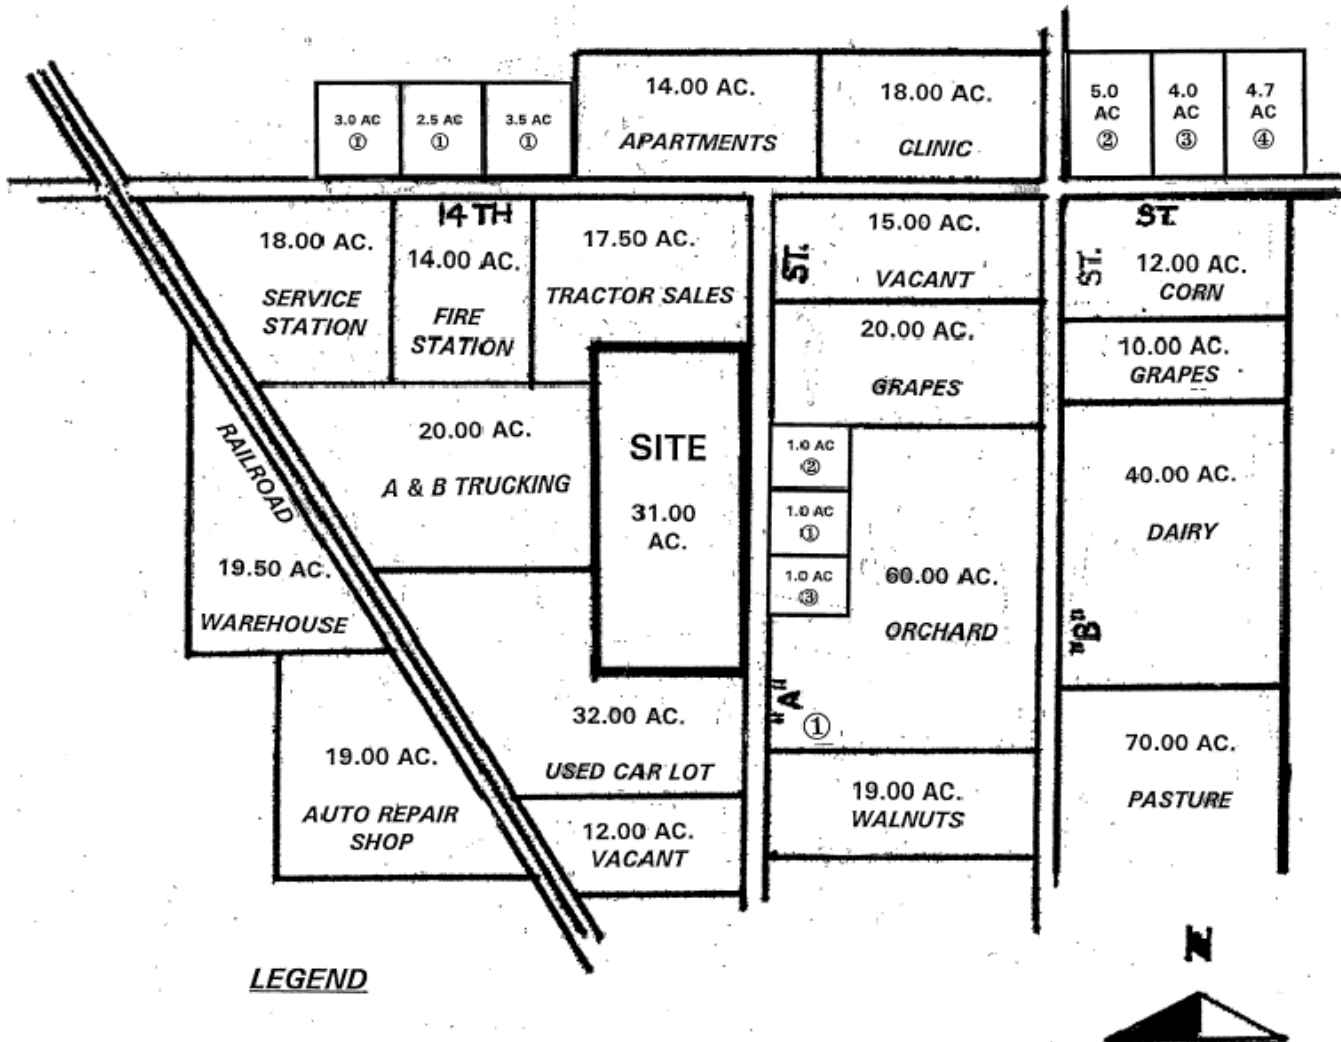 14.00 AC.
APARTMENTS
18.00 AC.
CLINIC
3.0 AC
①
2.5 AC
①
3.5 AC
①
5.0
AC
②
4.0
AC
③
4.7
AC
④
14TH
ST.
18.00 AC.
SERVICE
STATION
14.00 AC.
FIRE
STATION
17.50 AC.
TRACTOR SALES
ST.
15.00 AC.
VACANT
ST.
12.00 AC.
CORN
20.00 AC.
GRAPES
10.00 AC.
GRAPES
RAILROAD
20.00 AC.
A & B TRUCKING
SITE
31.00
AC.
1.0 AC
②
1.0 AC
①
1.0 AC
③
60.00 AC.
ORCHARD
①
40.00 AC.
DAIRY
"B"
19.50 AC.
WAREHOUSE
"A"
32.00 AC.
USED CAR LOT
19.00 AC.
AUTO REPAIR
SHOP
12.00 AC.
VACANT
19.00 AC.
WALNUTS
70.00 AC.
PASTURE
LEGEND
N